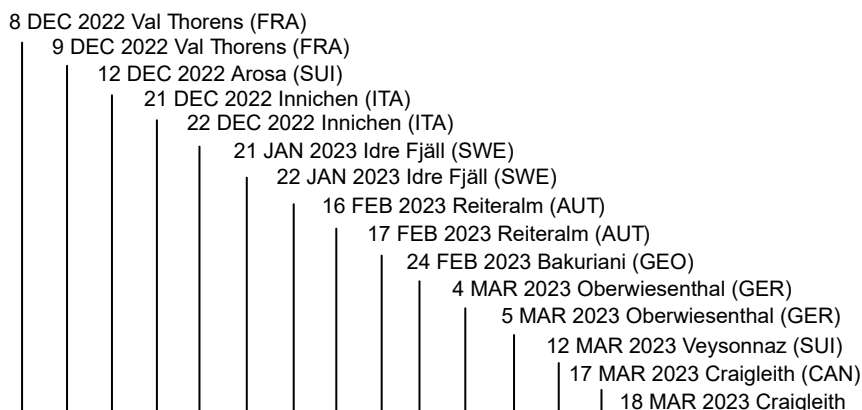 8 DEC 2022 Val Thorens (FRA)
9 DEC 2022 Val Thorens (FRA)
12 DEC 2022 Arosa (SUI)
21 DEC 2022 Innichen (ITA)
22 DEC 2022 Innichen (ITA)
21 JAN 2023 Idre Fjäll (SWE)
22 JAN 2023 Idre Fjäll (SWE)
16 FEB 2023 Reiteralm (AUT)
17 FEB 2023 Reiteralm (AUT)
24 FEB 2023 Bakuriani (GEO)
4 MAR 2023 Oberwiesenthal (GER)
5 MAR 2023 Oberwiesenthal (GER)
12 MAR 2023 Veysonnaz (SUI)
17 MAR 2023 Craigleith (CAN)
18 MAR 2023 Craigleith